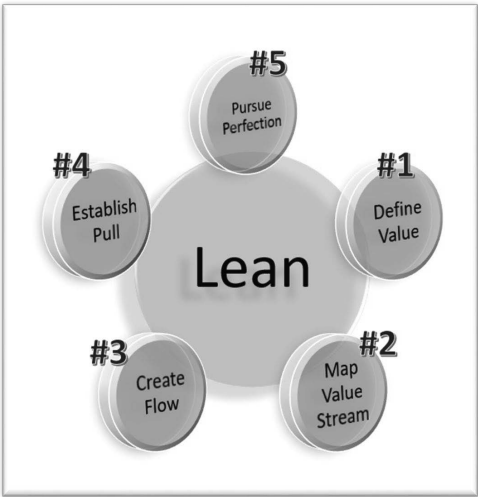 #5
Pursue
Perfection
#4
Establish
Pull
#1
Define
Value
Lean
#3
Create
Flow
#2
Map
Value
Stream